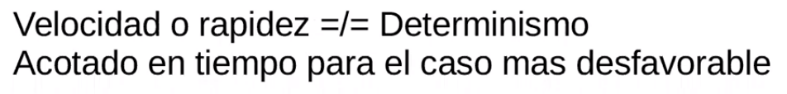 Velocidad o rapidez =/= Determinismo
Acotado en tiempo para el caso mas desfavorable